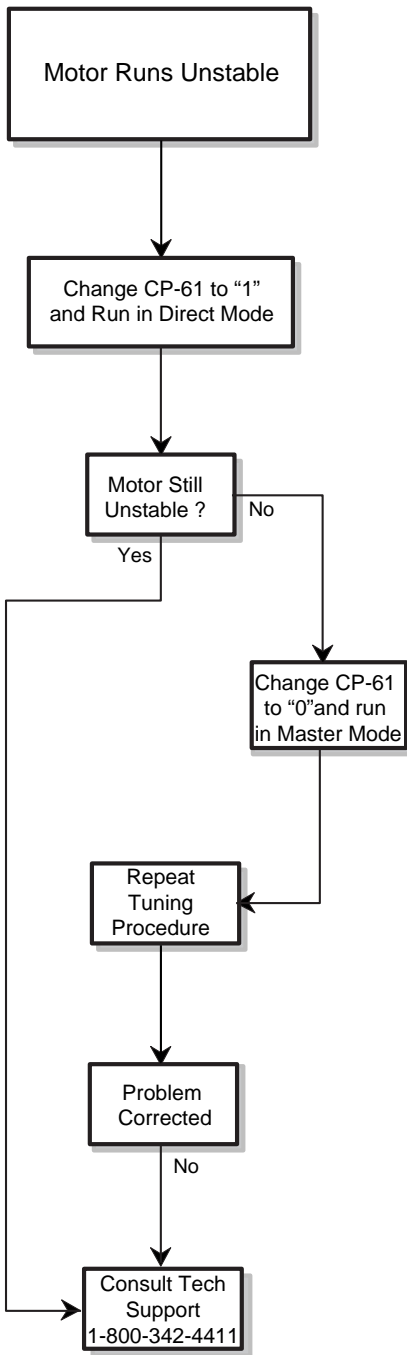 Motor Runs Unstable
Change CP-61 to “1”
and Run in Direct Mode
Motor Still
Unstable ?
No
Yes
Change CP-61
to “0”and run
in Master Mode
Repeat
Tuning
Procedure
Problem
Corrected
No
Consult Tech
Support
1-800-342-4411